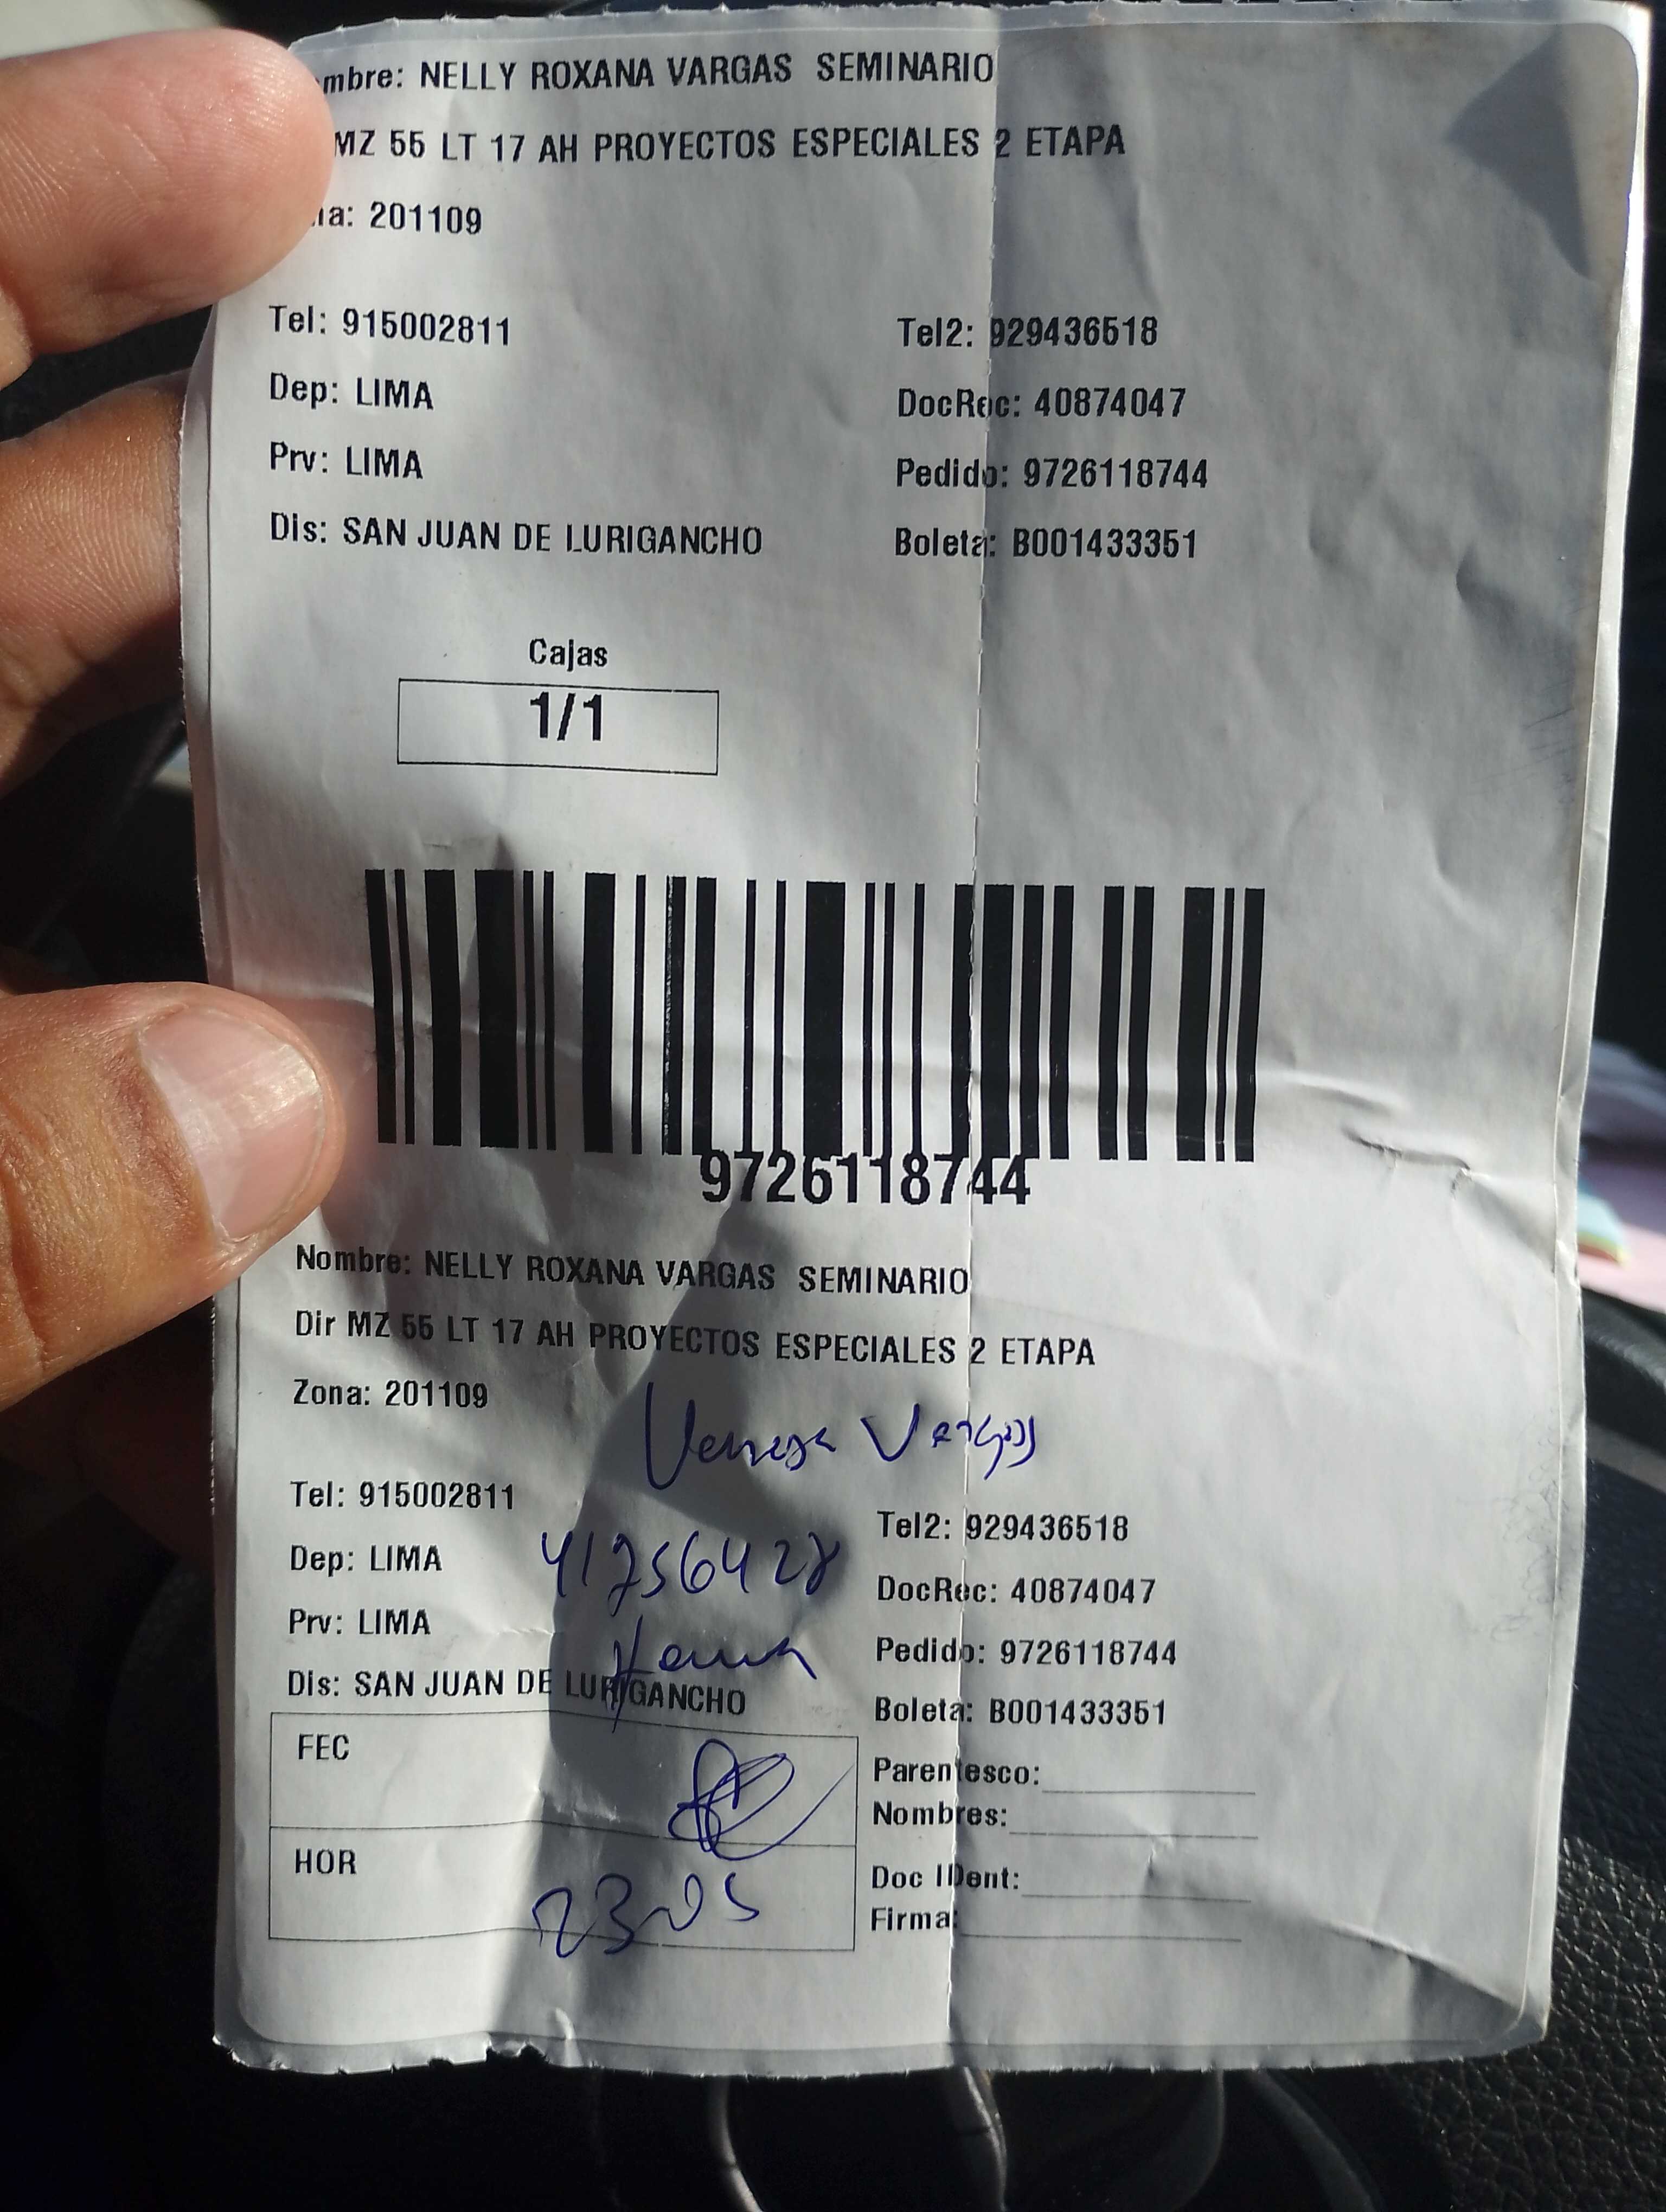 mbre: NELLY ROXANA VARGAS SEMINARIO
MZ 55 LT 17 AH PROYECTOS ESPECIALES 2 ETAPA
na: 201109
Tel: 915002811 Tel2: 929436518
Dep: LIMA DocRec: 40874047
Prv: LIMA Pedido: 9726118744
Dis: SAN JUAN DE LURIGANCHO Boleta: B001433351
Cajas
1/1
9726118744
Nombre: NELLY ROXANA VARGAS SEMINARIO
Dir MZ 55 LT 17 AH PROYECTOS ESPECIALES 2 ETAPA
Zona: 201109
Vargas
Tel: 915002811 Tel2: 929436518
Dep: LIMA 41756428 DocRec: 40874047
Prv: LIMA Pedido: 9726118744
Dis: SAN JUAN DE LURIGANCHO Boleta: B001433351
FEC Parentesco:
Nombres:
HOR Doc IDent:
23-05 Firma: